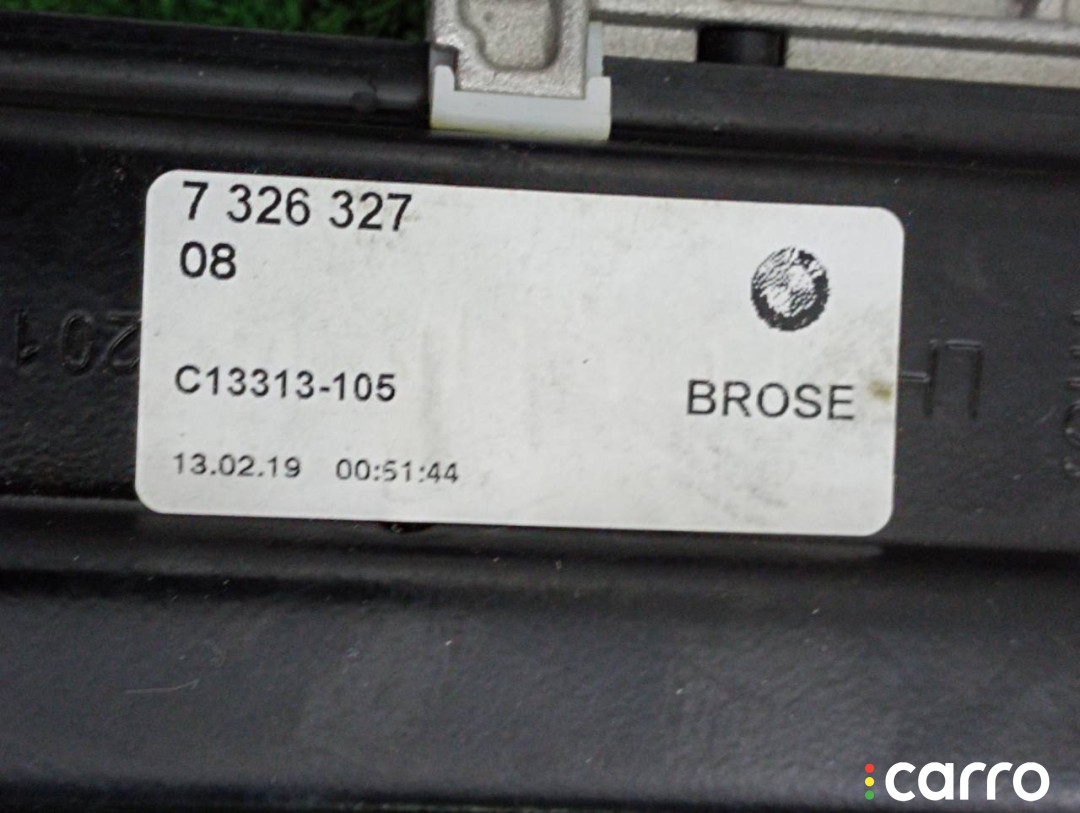 7 326 327
08
C13313-105
BROSE
13.02.19 00:51:44
carro